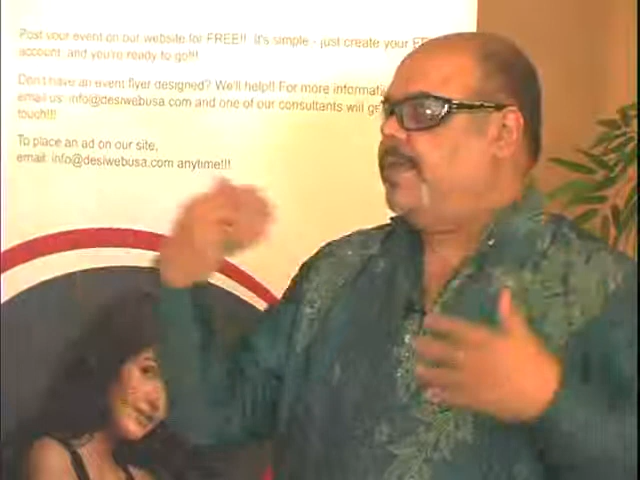 Post your event on our website for FREE!! It's simple - just create your
account, and you're ready to go!!!
Don't have an event flyer designed? We'll help!! For more
email us: info@desiwebusa.com and one of our consultants will
touch!!!
To place an ad on our site,
email: info@desiwebusa.com anytime!!!